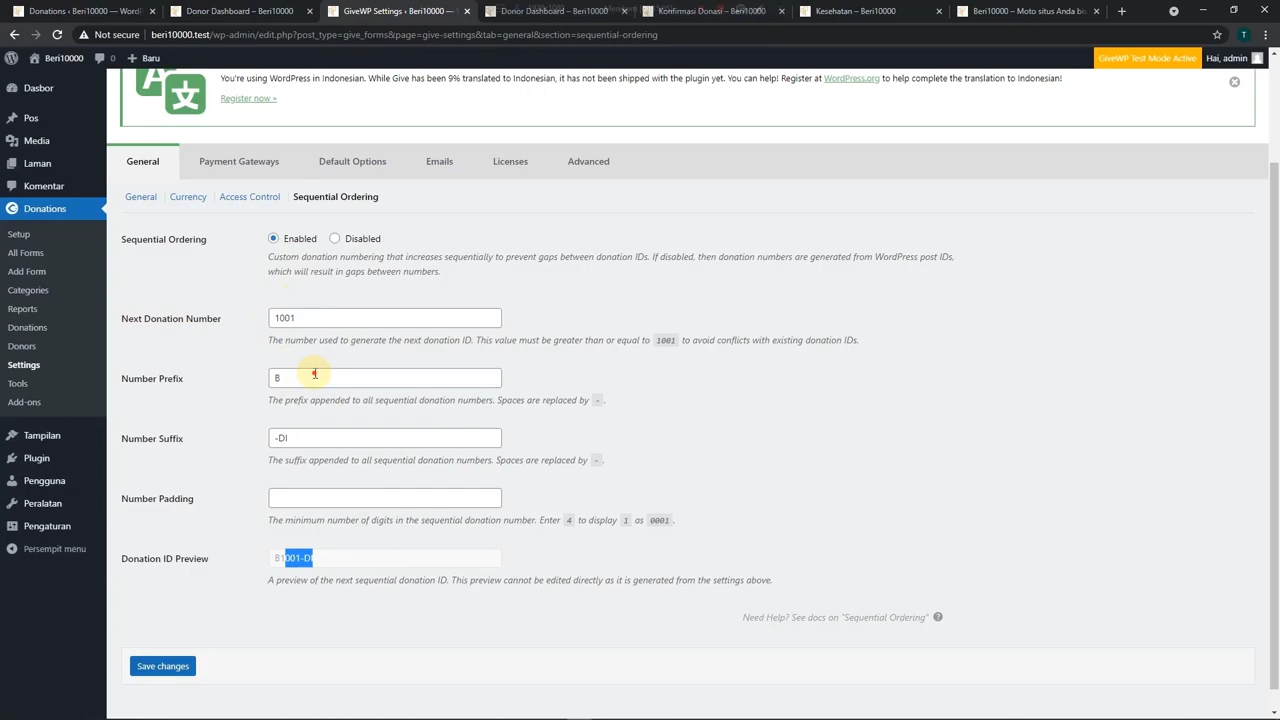 Donations ‹ Beri10000 — WordP
Donor Dashboard – Beri10000
GiveWP Settings ‹ Beri10000 — W
Donor Dashboard – Beri10000
Konfirmasi Donasi – Beri10000
Kesehatan – Beri10000
Beri10000 – Moto situs Anda bis
Not secure | beri10000.test/wp-admin/edit.php?post_type=give_forms&page=give-settings&tab=general&section=sequential-ordering
T
Beri10000
0
Baru
GiveWP Test Mode Active
Hai, admin
A
文
You're using WordPress in Indonesian. While Give has been 9% translated to Indonesian, it has not been shipped with the plugin yet. You can help! Register at WordPress.org to help complete the translation to Indonesian!
Register now »
Dasbor
Pos
Media
Laman
Komentar
Donations
Setup
All Forms
Add Form
Categories
Reports
Donations
Donors
Settings
Tools
Add-ons
Tampilan
Plugin
Pengguna
Peralatan
Pengaturan
Persempit menu
General
Payment Gateways
Default Options
Emails
Licenses
Advanced
General | Currency | Access Control | Sequential Ordering
Sequential Ordering
Enabled
Disabled
Custom donation numbering that increases sequentially to prevent gaps between donation IDs. If disabled, then donation numbers are generated from WordPress post IDs,
which will result in gaps between numbers.
Next Donation Number
1001
The number used to generate the next donation ID. This value must be greater than or equal to 1001 to avoid conflicts with existing donation IDs.
Number Prefix
B
The prefix appended to all sequential donation numbers. Spaces are replaced by - .
Number Suffix
-DI
The suffix appended to all sequential donation numbers. Spaces are replaced by - .
Number Padding
The minimum number of digits in the sequential donation number. Enter 4 to display 1 as 0001 .
Donation ID Preview
B1001-DI
A preview of the next sequential donation ID. This preview cannot be edited directly as it is generated from the settings above.
Need Help? See docs on "Sequential Ordering"
Save changes